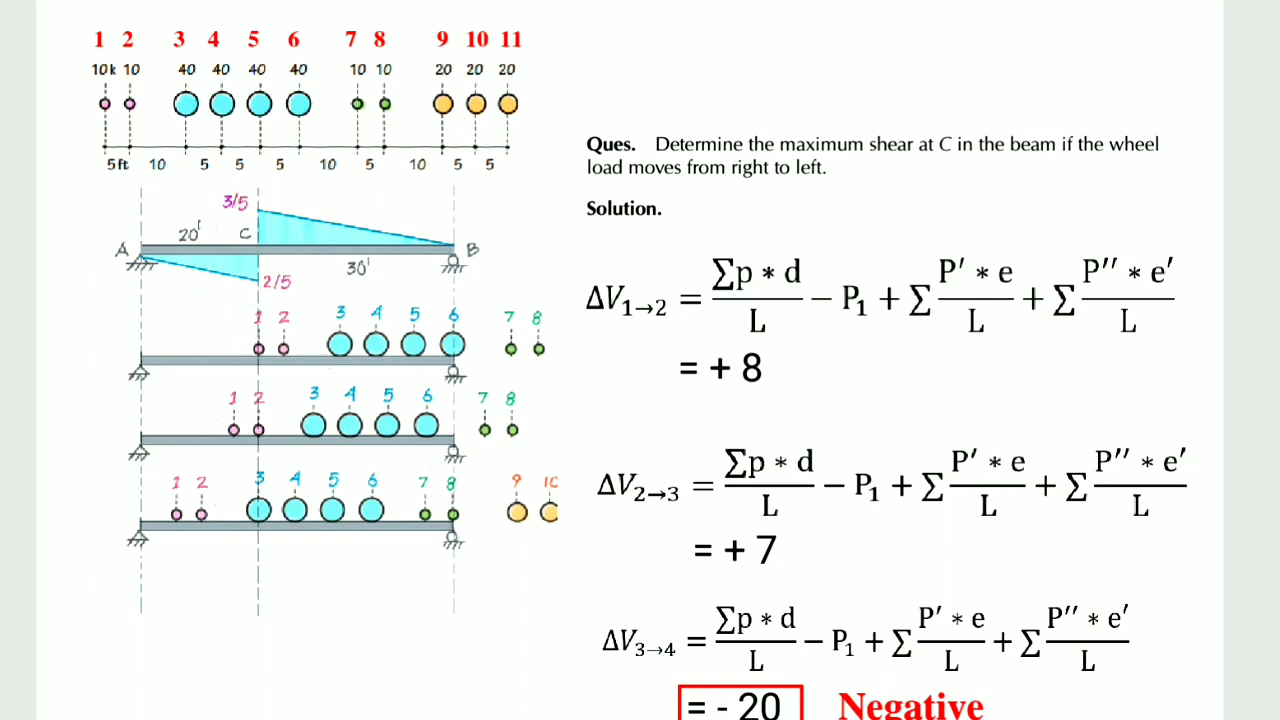 1 2 3 4 5 6 7 8 9 10 11
10k 10 40 40 40 40 10 10 20 20 20
5ft 10 5 5 5 10 5 10 5 5
3/5
A 20' C B
30'
2/5
1 2 3 4 5 6 7 8
1 2 3 4 5 6 7 8
1 2 3 4 5 6 7 8 9 10
Ques. Determine the maximum shear at C in the beam if the wheel
load moves from right to left.
Solution.
ΔV₁→₂ = Σp * d / L − P₁ + Σ P′ * e / L + Σ P′′ * e′ / L
= + 8
ΔV₂→₃ = Σp * d / L − P₁ + Σ P′ * e / L + Σ P′′ * e′ / L
= + 7
ΔV₃→₄ = Σp * d / L − P₁ + Σ P′ * e / L + Σ P′′ * e′ / L
= - 20 Negative